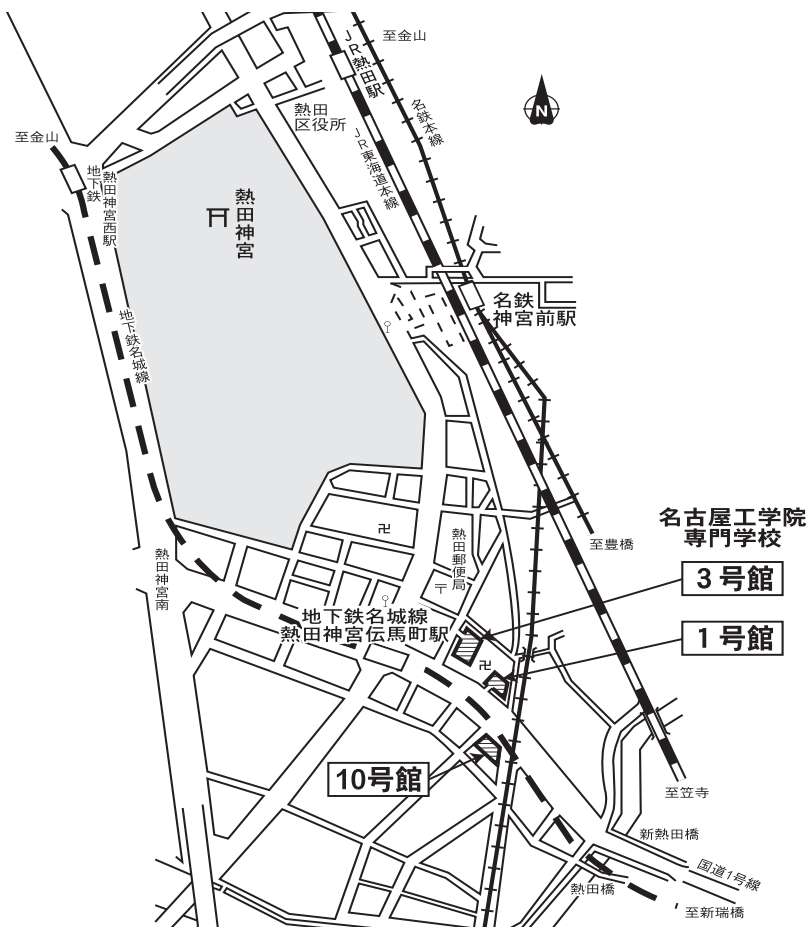 至金山
JR熱田駅
N
熱田
区役所
名鉄本線
JR東海道本線
至金山
地下鉄
熱田神宮西駅
熱田神宮
地下鉄名城線
名鉄
神宮前駅
名古屋工学院
専門学校
至豊橋
熱田郵便局
〒
卍
熱田神宮南
3号館
地下鉄名城線
熱田神宮伝馬町駅
1号館
卍
10号館
至笠寺
新熱田橋
国道1号線
熱田橋
至新瑞橋